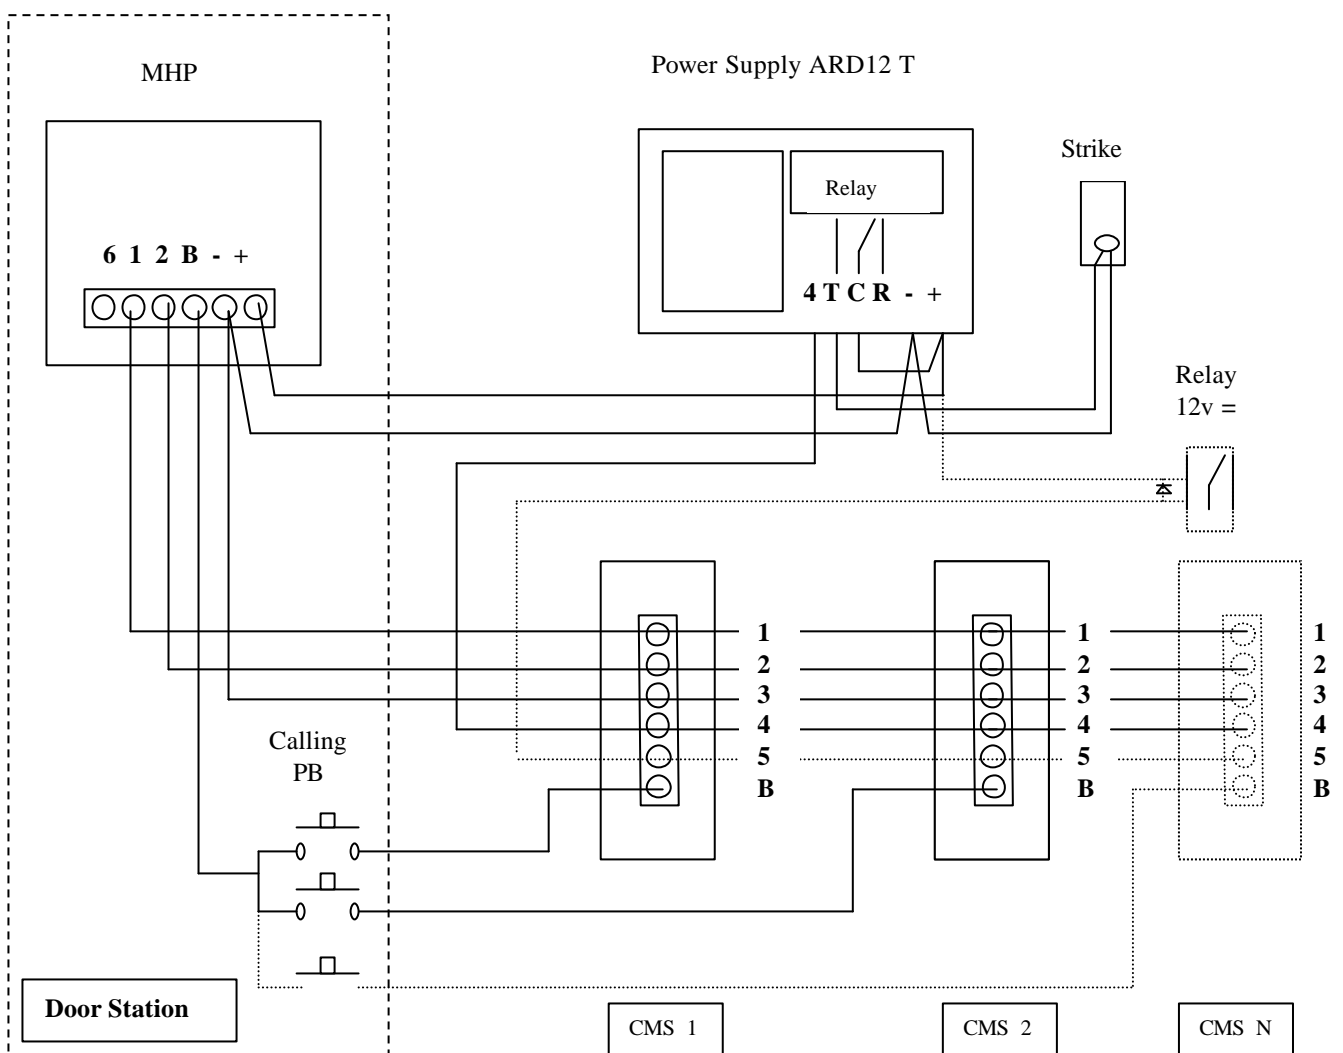 MHP
Power Supply ARD12 T
Strike
Relay
6 1 2 B - +
4 T C R - +
Relay
12v =
1 1 1
2 2 2
3 3 3
4 4 4
5 5 5
B B B
Calling
PB
Door Station
CMS 1
CMS 2
CMS N